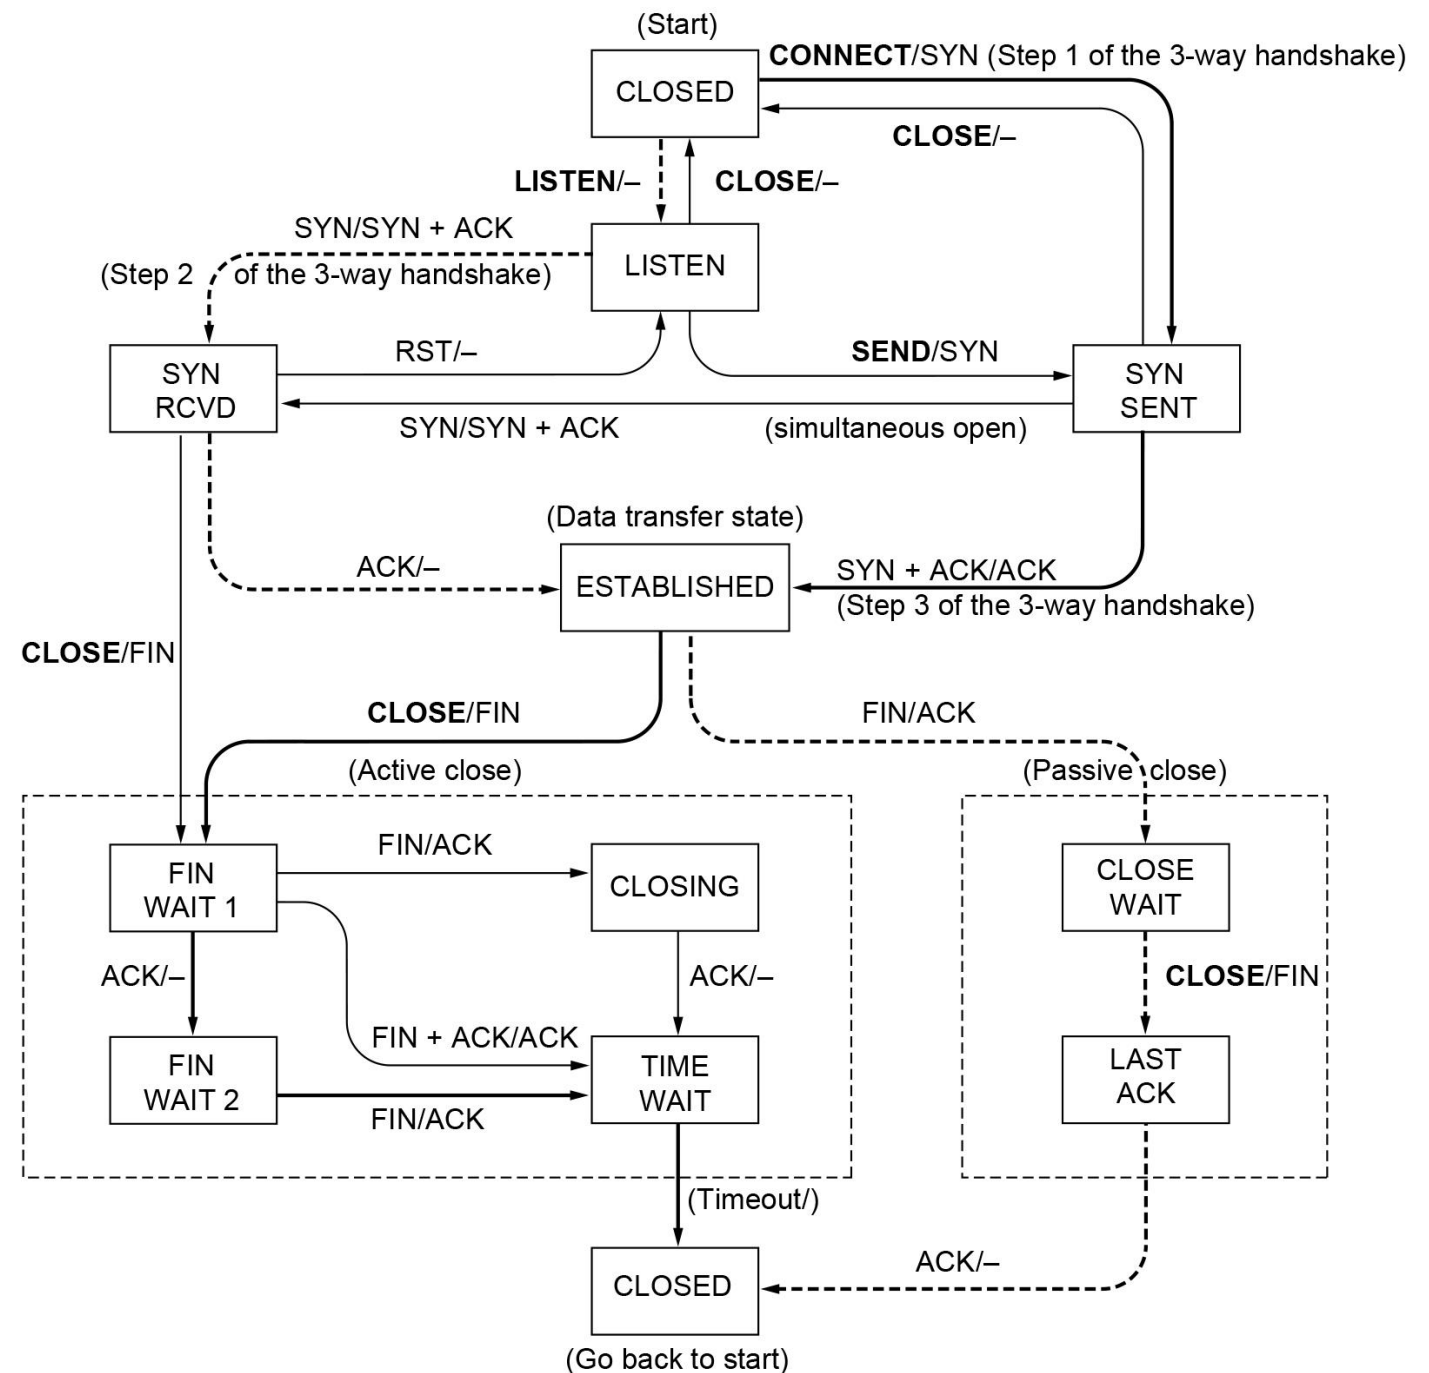 (Start)
CONNECT/SYN (Step 1 of the 3-way handshake)
CLOSED
CLOSE/–
LISTEN/–
CLOSE/–
SYN/SYN + ACK
(Step 2 of the 3-way handshake)
LISTEN
RST/–
SEND/SYN
SYN
RCVD
SYN
SENT
SYN/SYN + ACK
(simultaneous open)
(Data transfer state)
ACK/–
ESTABLISHED
SYN + ACK/ACK
(Step 3 of the 3-way handshake)
CLOSE/FIN
CLOSE/FIN
FIN/ACK
(Active close)
(Passive close)
FIN/ACK
FIN
WAIT 1
CLOSING
CLOSE
WAIT
ACK/–
ACK/–
CLOSE/FIN
FIN + ACK/ACK
FIN
WAIT 2
TIME
WAIT
LAST
ACK
FIN/ACK
(Timeout/)
ACK/–
CLOSED
(Go back to start)